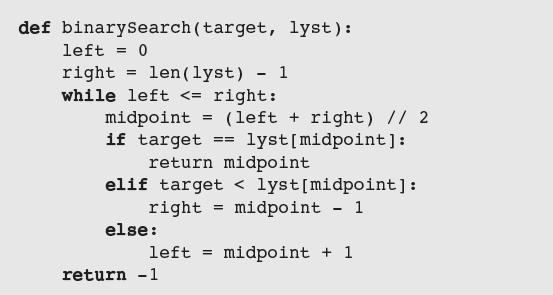 def binarySearch(target, lyst):
    left = 0
    right = len(lyst) - 1
    while left <= right:
        midpoint = (left + right) // 2
        if target == lyst[midpoint]:
            return midpoint
        elif target < lyst[midpoint]:
            right = midpoint - 1
        else:
            left = midpoint + 1
    return -1